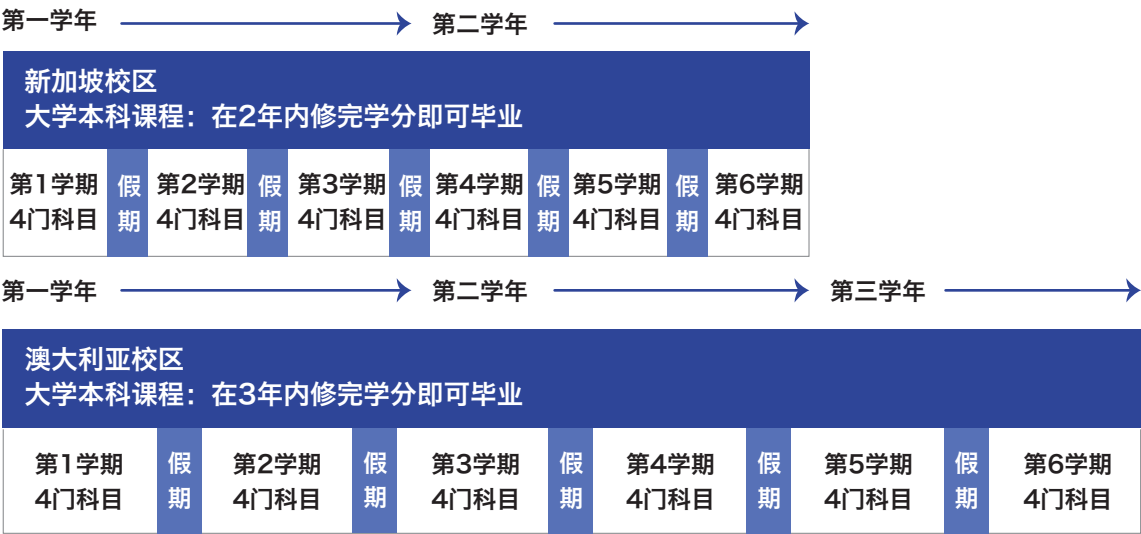 第一学年 第二学年
新加坡校区
大学本科课程：在2年内修完学分即可毕业
第1学期 假 第2学期 假 第3学期 假 第4学期 假 第5学期 假 第6学期
4门科目 期 4门科目 期 4门科目 期 4门科目 期 4门科目 期 4门科目
第一学年 第二学年 第三学年
澳大利亚校区
大学本科课程：在3年内修完学分即可毕业
第1学期 假 第2学期 假 第3学期 假 第4学期 假 第5学期 假 第6学期
4门科目 期 4门科目 期 4门科目 期 4门科目 期 4门科目 期 4门科目